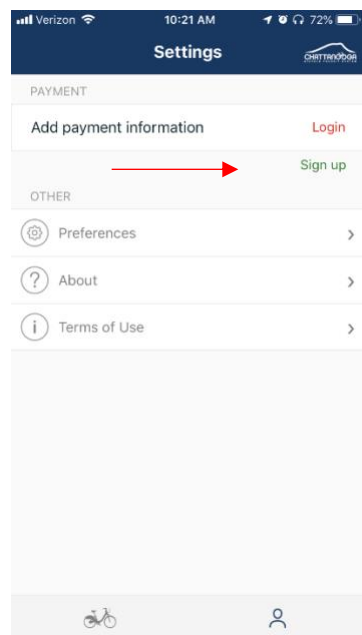 Verizon 10:21 AM 72%
Settings
CHATTANOOGA
PAYMENT
Add payment information Login
Sign up
OTHER
Preferences
About
Terms of Use